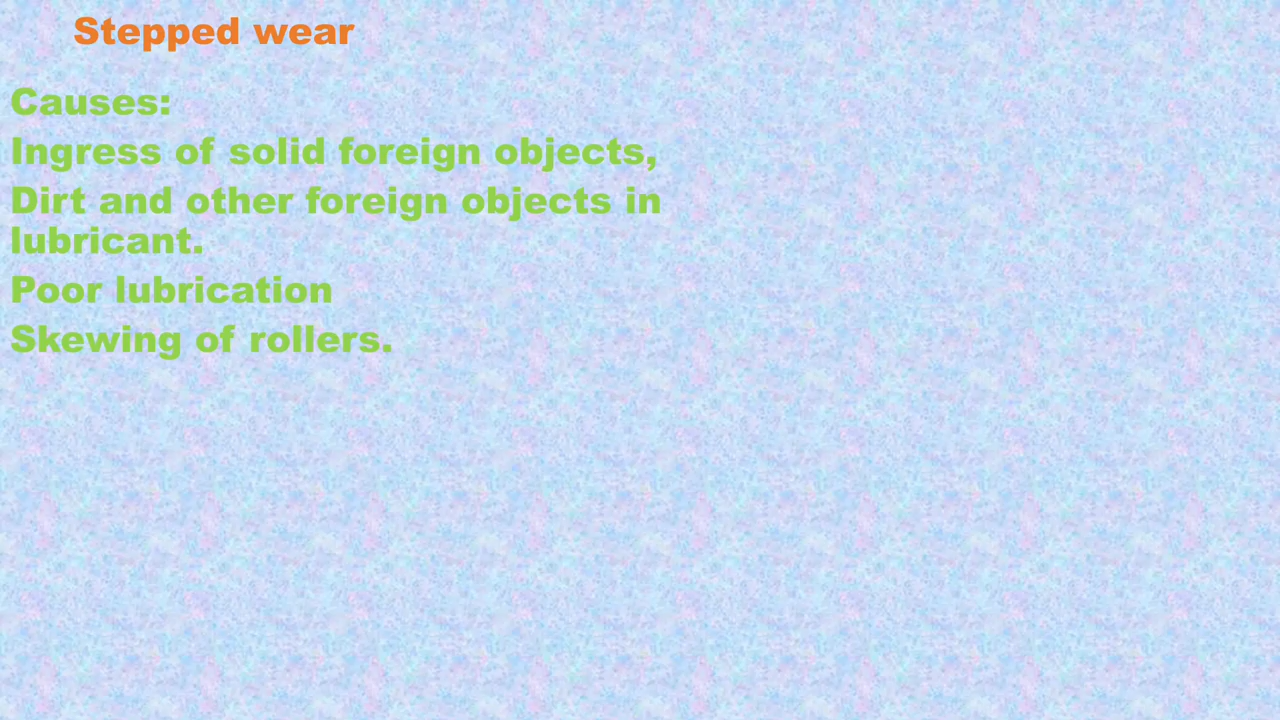 Stepped wear
Causes:
Ingress of solid foreign objects,
Dirt and other foreign objects in
lubricant.
Poor lubrication
Skewing of rollers.